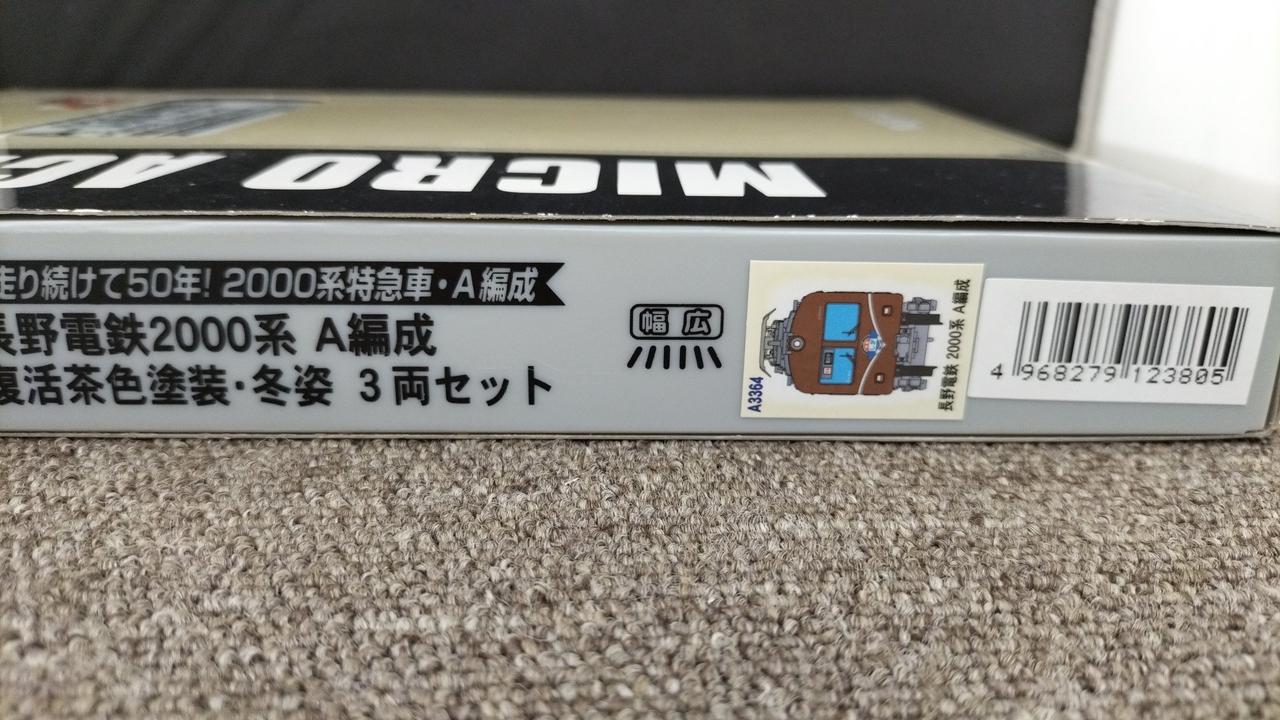 MICRO AC
走り続けて50年! 2000系特急車・A編成
長野電鉄2000系 A編成
復活茶色塗装・冬姿 3両セット
幅広
A3364
長野電鉄 2000系 A編成
4 968279 123805